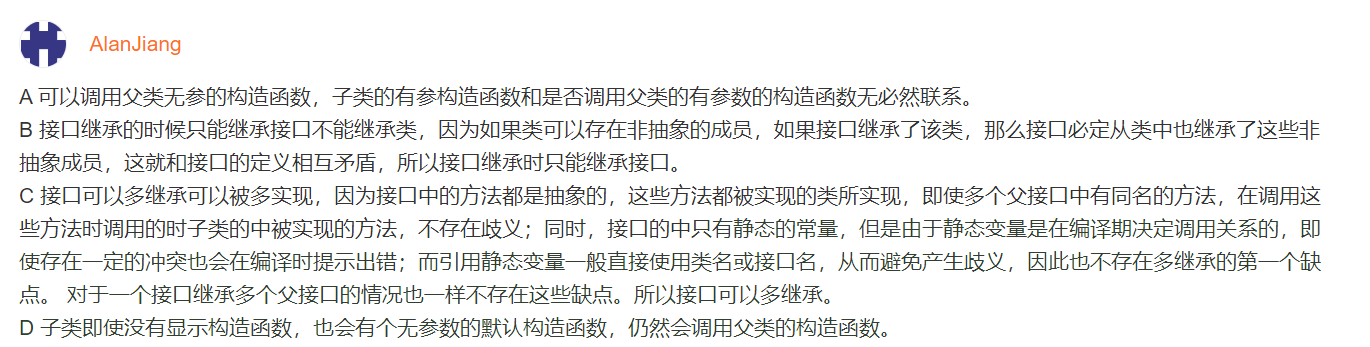 AlanJiang
A 可以调用父类无参的构造函数，子类的有参构造函数和是否调用父类的有参数的构造函数无必然联系。
B 接口继承的时候只能继承接口不能继承类，因为如果类可以存在非抽象的成员，如果接口继承了该类，那么接口必定从类中也继承了这些非
抽象成员，这就和接口的定义相互矛盾，所以接口继承时只能继承接口。
C 接口可以多继承可以被多实现，因为接口中的方法都是抽象的，这些方法都被实现的类所实现，即使多个父接口中有同名的方法，在调用这
些方法时调用的时子类的中被实现的方法，不存在歧义；同时，接口的中只有静态的常量，但是由于静态变量是在编译期决定调用关系的，即
使存在一定的冲突也会在编译时提示出错；而引用静态变量一般直接使用类名或接口名，从而避免产生歧义，因此也不存在多继承的第一个缺
点。 对于一个接口继承多个父接口的情况也一样不存在这些缺点。所以接口可以多继承。
D 子类即使没有显示构造函数，也会有个无参数的默认构造函数，仍然会调用父类的构造函数。